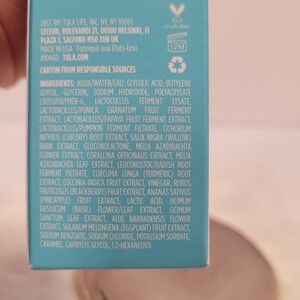 DIST. BY: TULA LIFE, INC. NY, NY 10065
LECEUR, BULEVARDI 21, 00180 HELSINKI, FI
PLAZA 1, SALFORD M50 5UB UK
MADE IN USA Fabriqué aux États-Unis
#10460 TULA.COM
CARTON FROM RESPONSIBLE SOURCES
12M
INGREDIENTS: AQUA/WATER/EAU, GLYCOLIC ACID, BUTYLENE
GLYCOL, GLYCERIN, SODIUM HYDROXIDE, POLYACRYLATE
CROSSPOLYMER-6, LACTOCOCCUS FERMENT LYSATE,
LACTOBACILLUS/PUNICA GRANATUM FRUIT FERMENT
EXTRACT, LACTOBACILLUS/PAPAYA FRUIT FERMENT EXTRACT,
LACTOBACILLUS/PUMPKIN FERMENT FILTRATE, CICHORIUM
INTYBUS (CHICORY) ROOT EXTRACT, SALIX NIGRA (WILLOW)
BARK EXTRACT, GLUCONOLACTONE, MELIA AZADIRACHTA
FLOWER EXTRACT, CORALLINA OFFICINALIS EXTRACT, MELIA
AZADIRACHTA LEAF EXTRACT, LEUCONOSTOC/RADISH ROOT
FERMENT FILTRATE, CURCUMA LONGA (TURMERIC) ROOT
EXTRACT, COCCINIA INDICA FRUIT EXTRACT, VINEGAR, RUBUS
FRUTICOSUS (BLACKBERRY) FRUIT EXTRACT, ANANAS SATIVUS
(PINEAPPLE) FRUIT EXTRACT, LACTIC ACID, OCIMUM
BASILICUM (BASIL) FLOWER/LEAF EXTRACT, OCIMUM
SANCTUM LEAF EXTRACT, ALOE BARBADENSIS FLOWER
EXTRACT, SOLANUM MELONGENA (EGGPLANT) FRUIT EXTRACT,
SODIUM BENZOATE, SODIUM CHLORIDE, POTASSIUM SORBATE,
CARAMEL, CAPRYLYL GLYCOL, 1,2-HEXANEDIOL